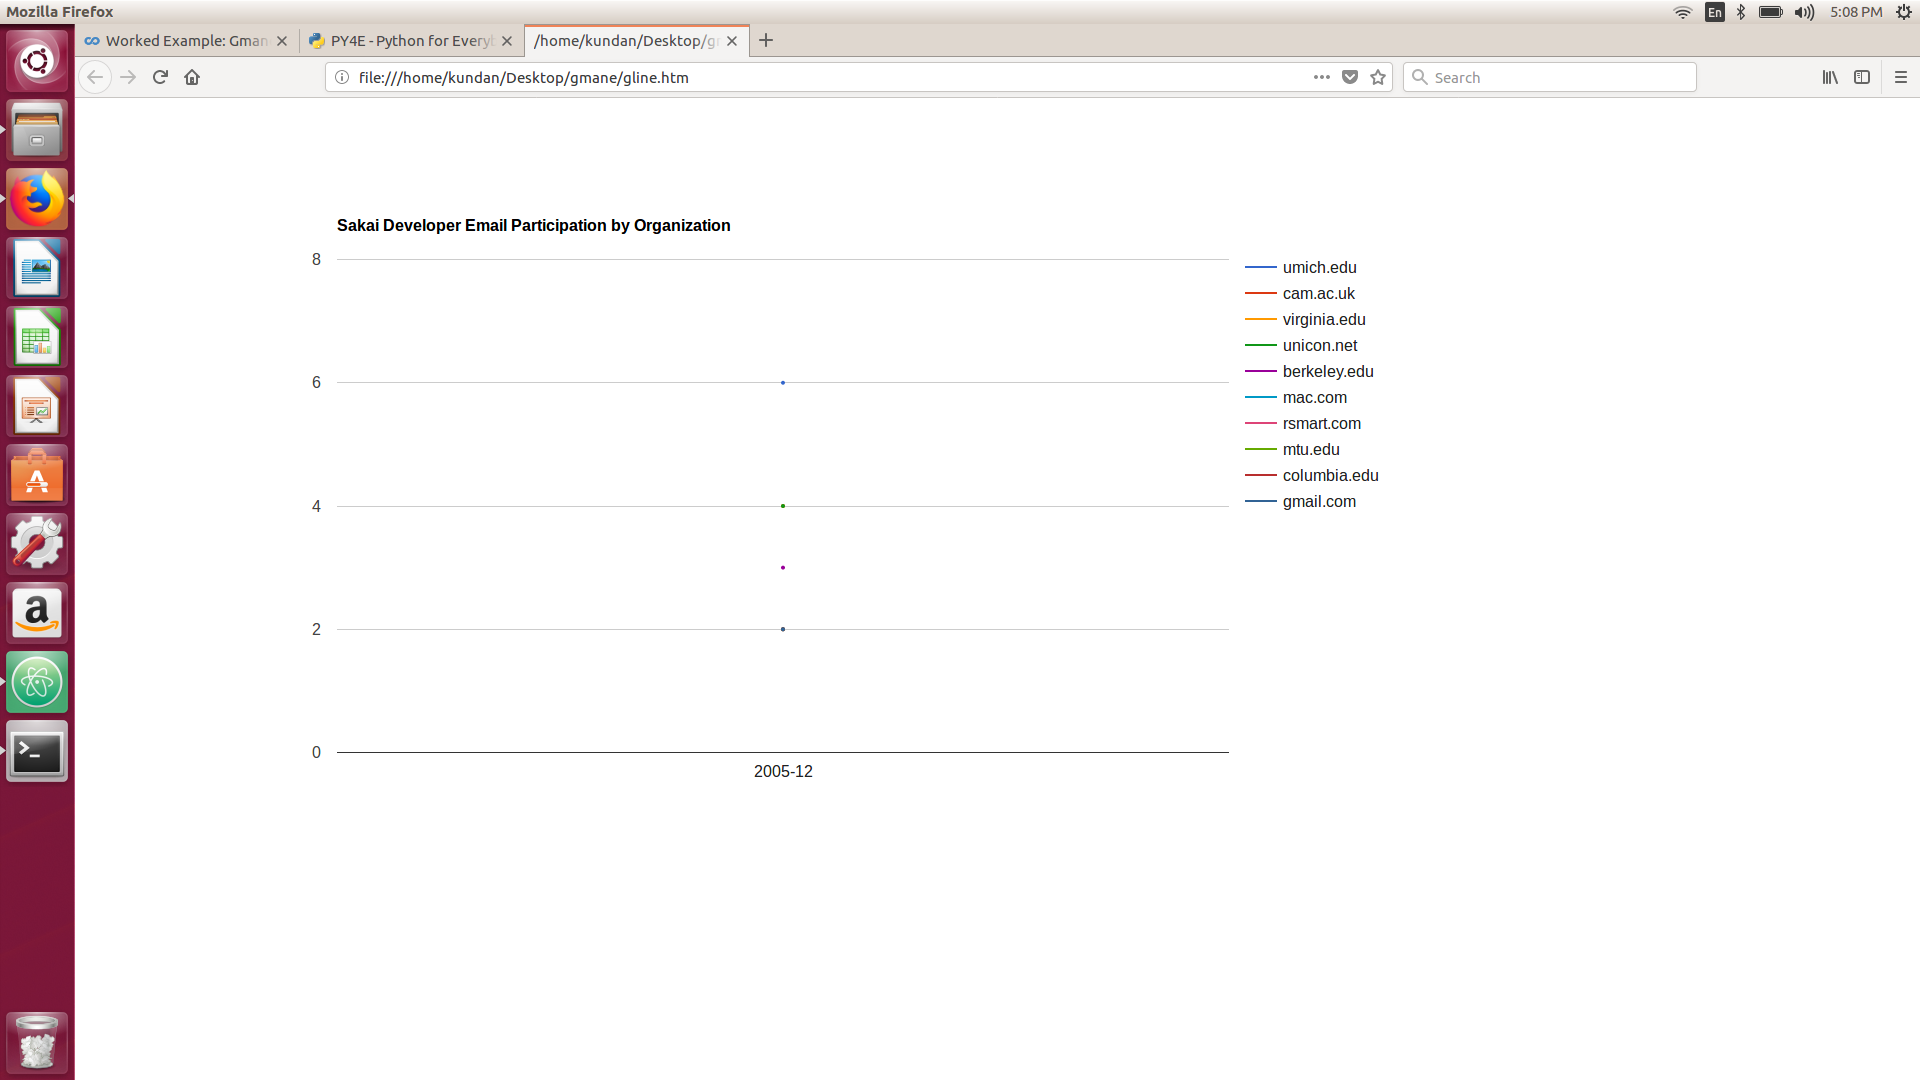 Mozilla Firefox
En
5:08 PM
Worked Example: Gman
PY4E - Python for Everyb
/home/kundan/Desktop/g
file:///home/kundan/Desktop/gmane/gline.htm
Search
Sakai Developer Email Participation by Organization
8
6
4
2
0
2005-12
umich.edu
cam.ac.uk
virginia.edu
unicon.net
berkeley.edu
mac.com
rsmart.com
mtu.edu
columbia.edu
gmail.com